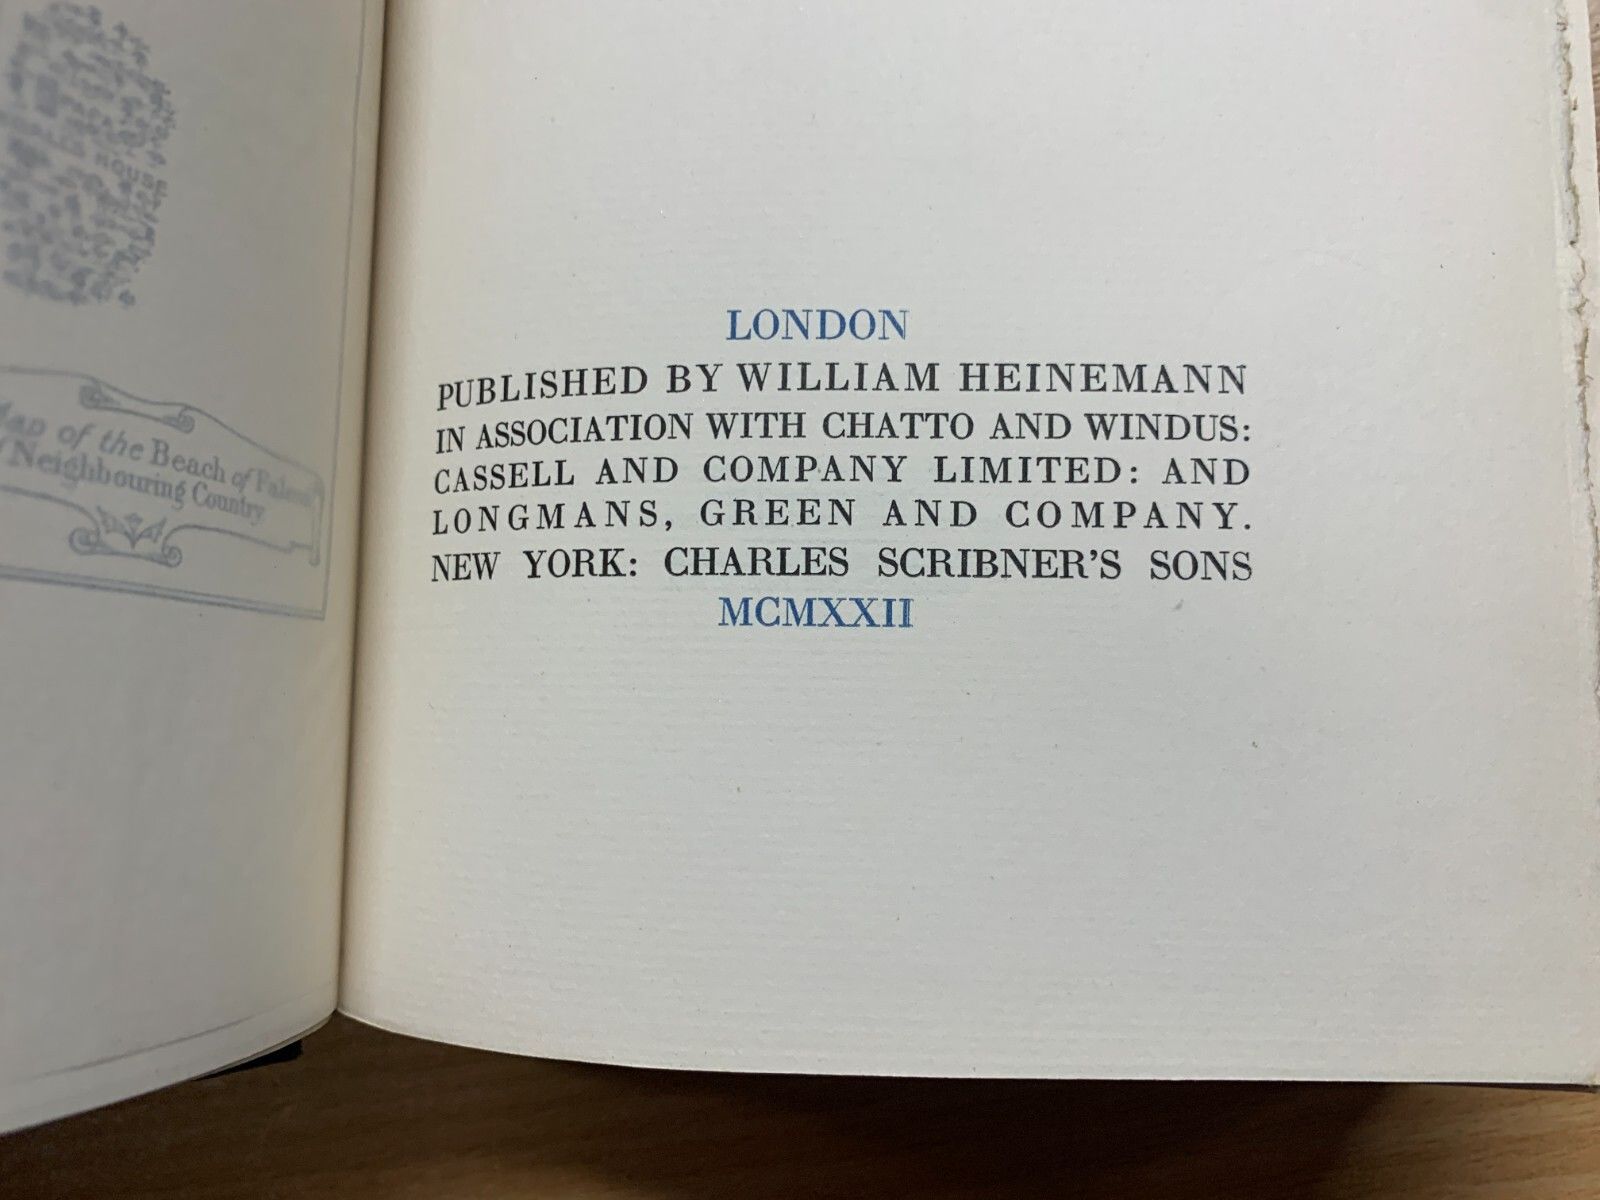 HOUSE
Map of the Beach of Falesá
Neighbouring Country
LONDON
PUBLISHED BY WILLIAM HEINEMANN
IN ASSOCIATION WITH CHATTO AND WINDUS:
CASSELL AND COMPANY LIMITED: AND
LONGMANS, GREEN AND COMPANY.
NEW YORK: CHARLES SCRIBNER'S SONS
MCMXXII